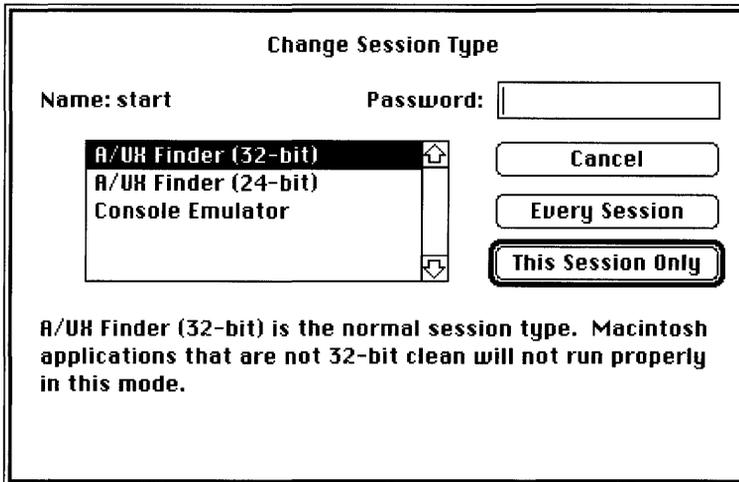 Change Session Type
Name: start
Password:
A/UX Finder (32-bit)
A/UX Finder (24-bit)
Console Emulator
Cancel
Every Session
This Session Only
A/UX Finder (32-bit) is the normal session type. Macintosh
applications that are not 32-bit clean will not run properly
in this mode.